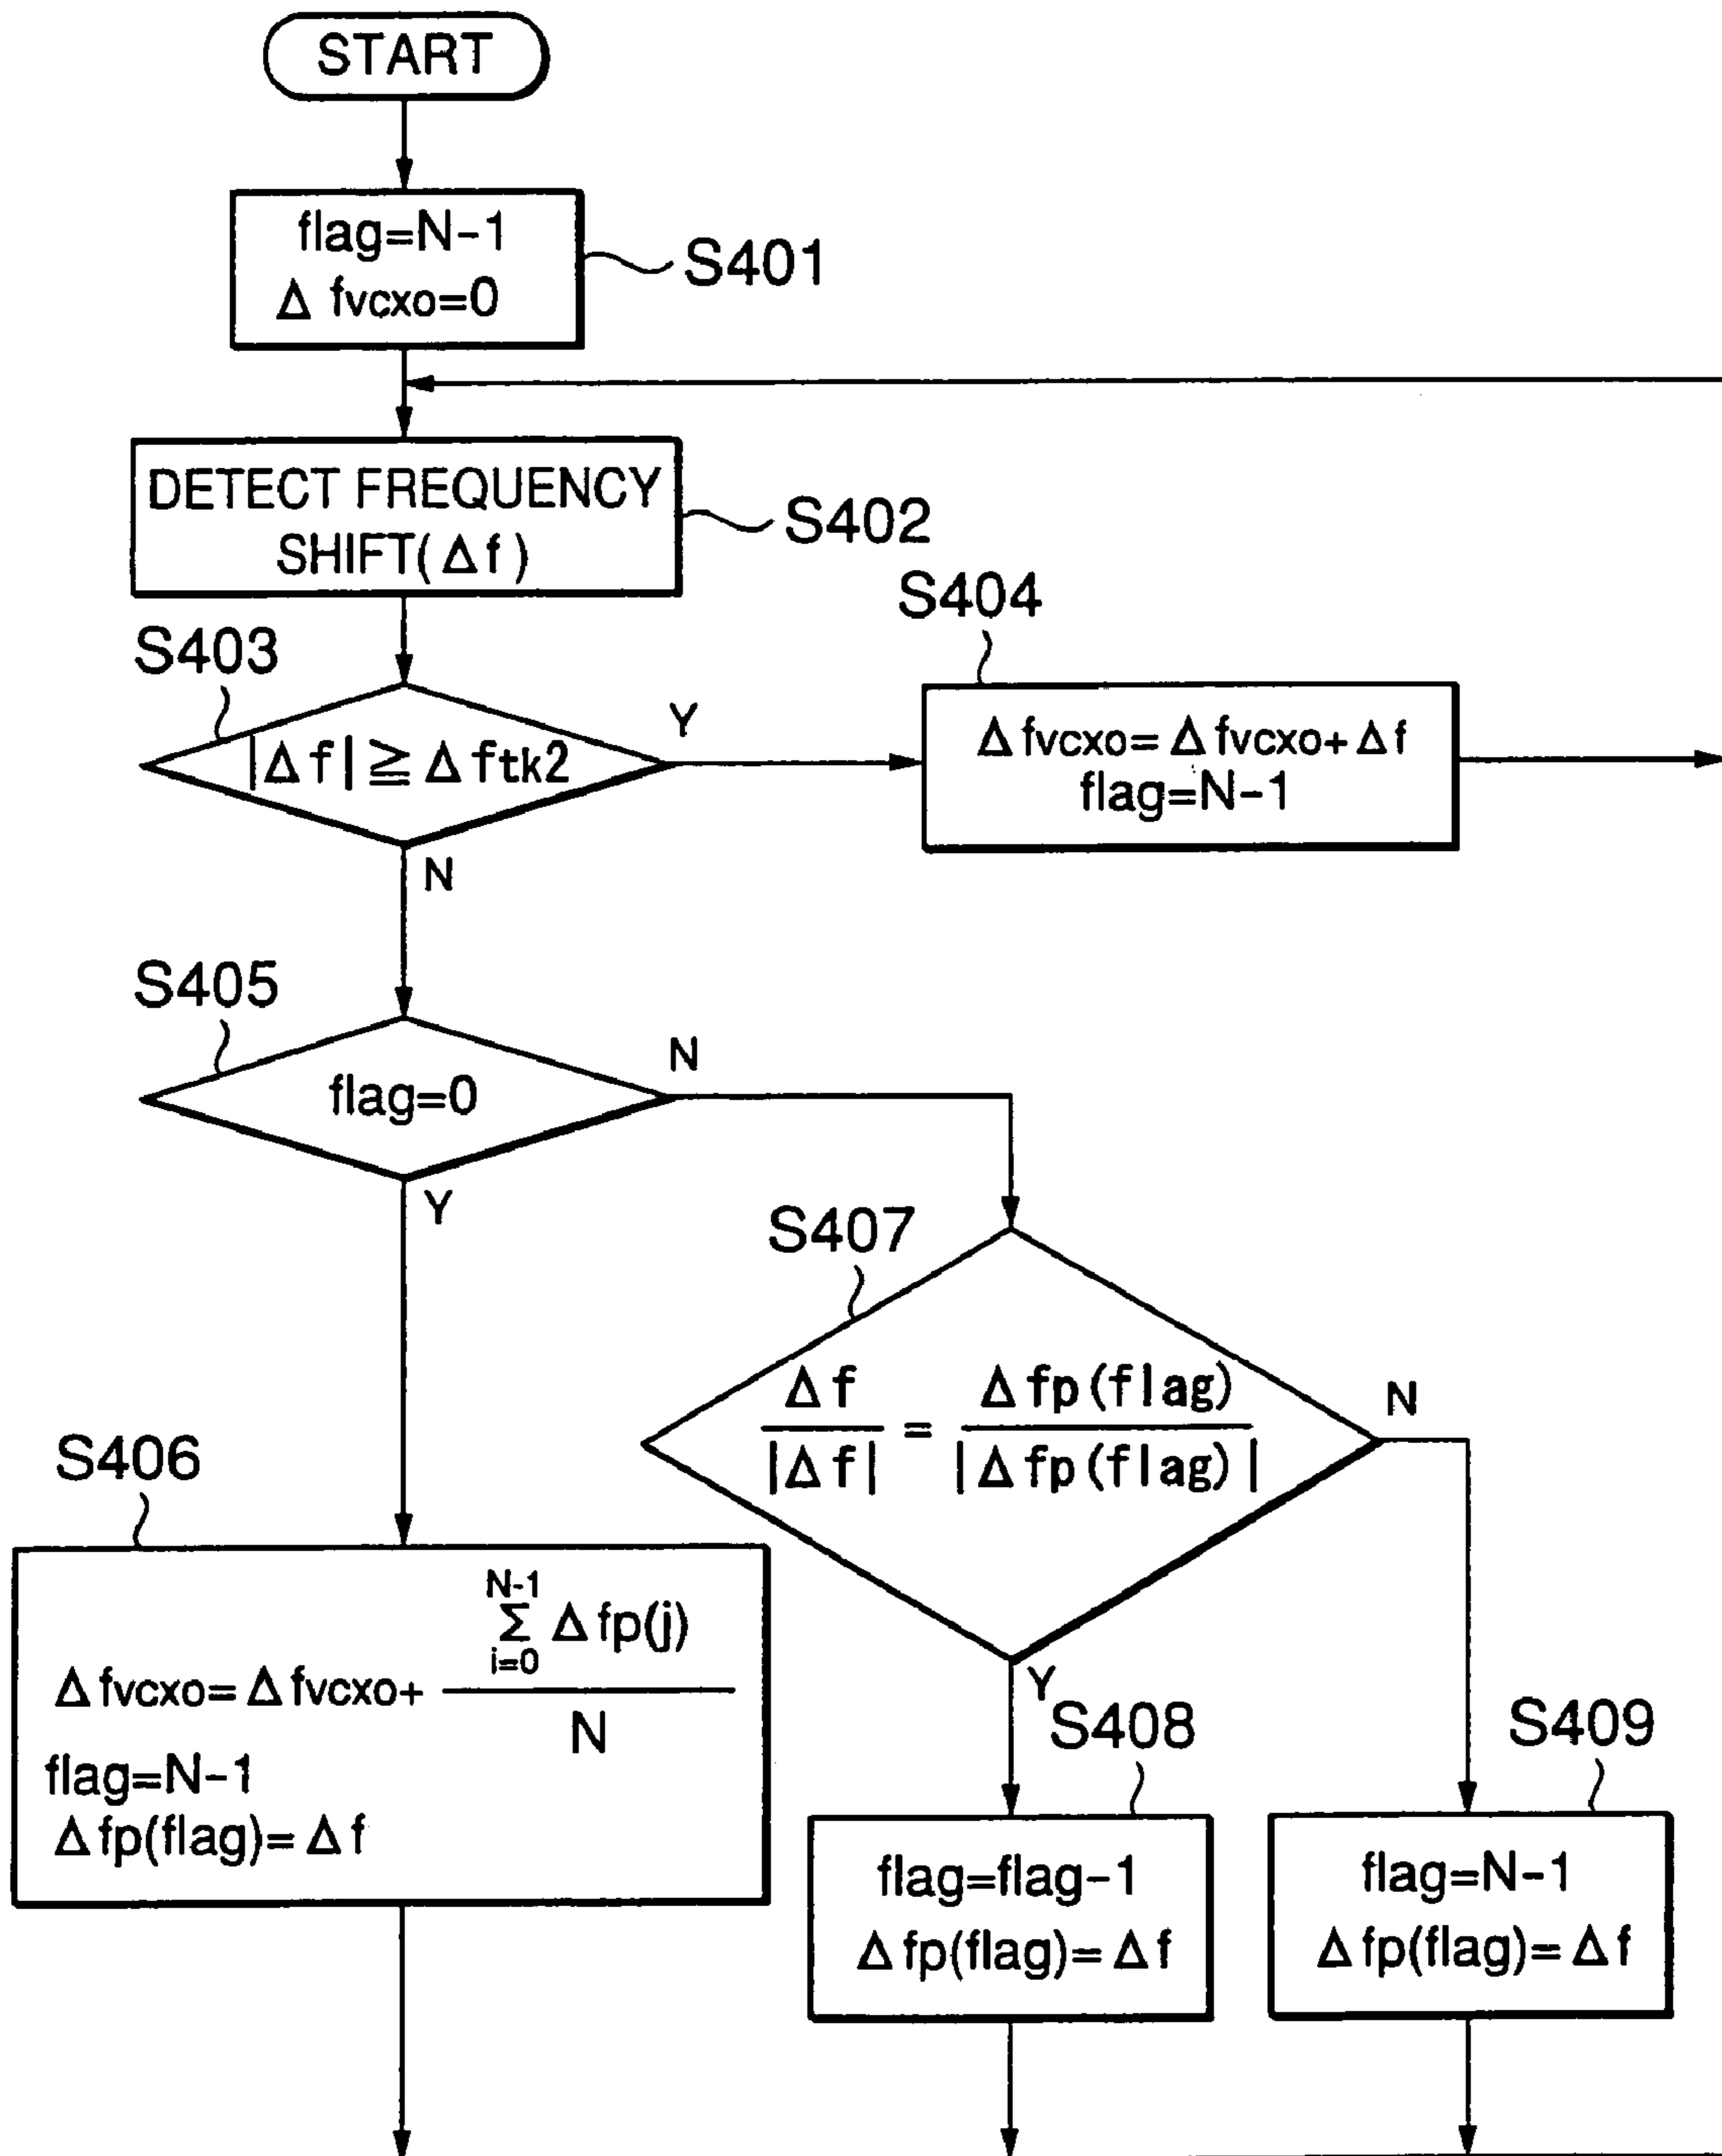 START
flag=N-1
Δfvcxo=0
S401
DETECT FREQUENCY
SHIFT(Δf)
S402
S403
|Δf|≧Δftk2
Y
N
S404
Δfvcxo=Δfvcxo+Δf
flag=N-1
S405
flag=0
N
Y
S407
Δf
|Δf|
=
Δfp(flag)
|Δfp(flag)|
N
Y
S406
N-1
Σ Δfp(j)
i=0
Δfvcxo=Δfvcxo+
N
flag=N-1
Δfp(flag)=Δf
S408
flag=flag-1
Δfp(flag)=Δf
S409
flag=N-1
Δfp(flag)=Δf